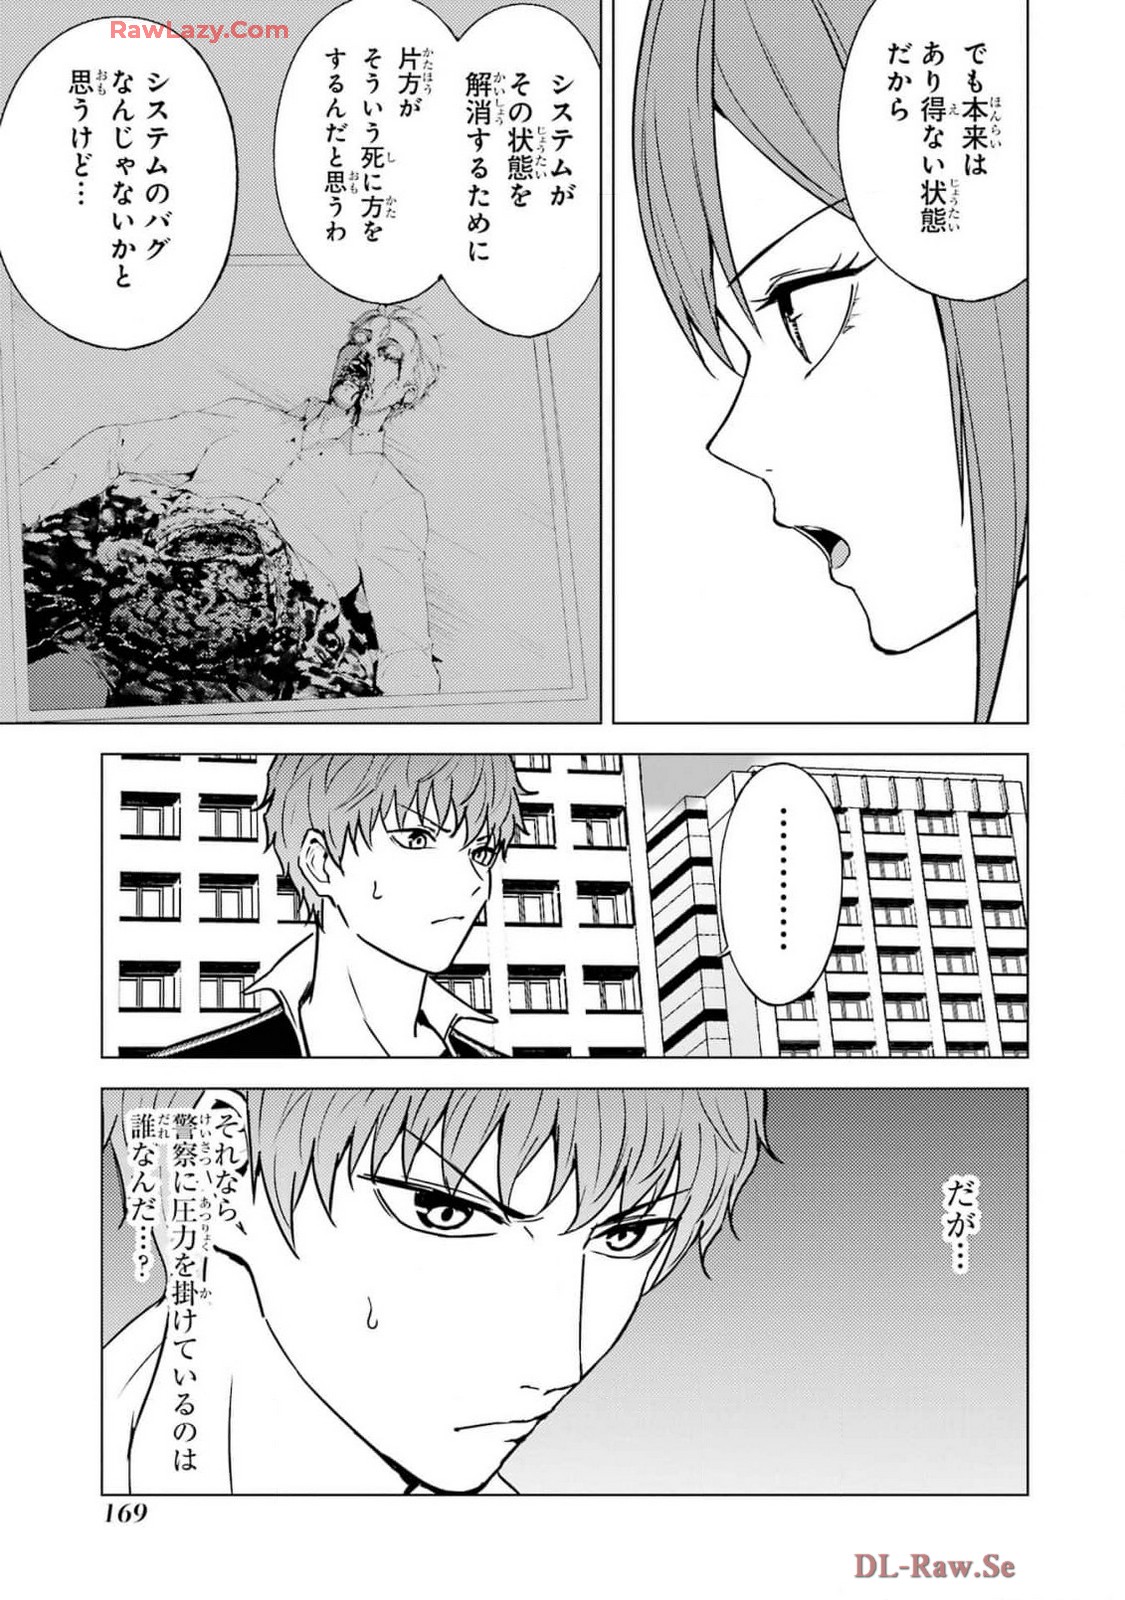 RawLazy.Com
でも本来は
あり得ない状態
だから
システムが
その状態を
解消するために
片方が
そういう死に方を
するんだと思うわ
システムのバグ
なんじゃないかと
思うけど…
…………
だが…
それなら
警察に圧力を掛けているのは
誰なんだ…?
169
DL-Raw.Se